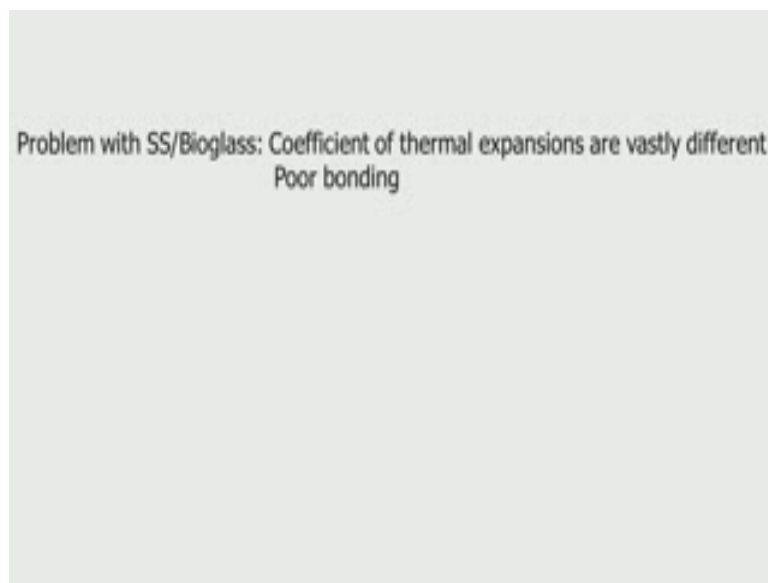 Problem with SS/Bioglass: Coefficient of thermal expansions are vastly different
Poor bonding